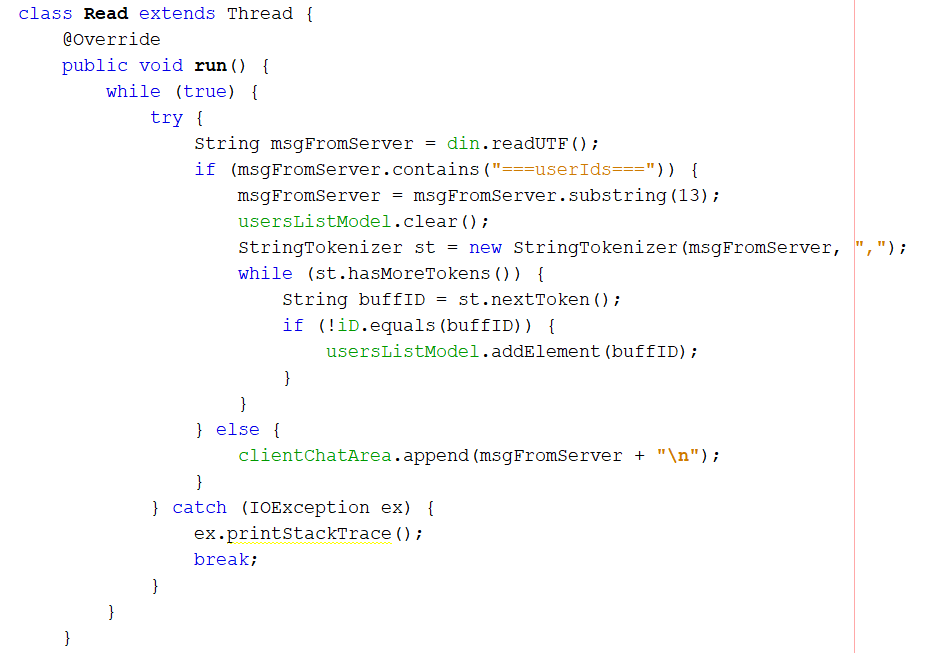 class Read extends Thread {
    @Override
    public void run() {
        while (true) {
            try {
                String msgFromServer = din.readUTF();
                if (msgFromServer.contains("===userIds===")) {
                    msgFromServer = msgFromServer.substring(13);
                    usersListModel.clear();
                    StringTokenizer st = new StringTokenizer(msgFromServer, ",");
                    while (st.hasMoreTokens()) {
                        String buffID = st.nextToken();
                        if (!iD.equals(buffID)) {
                            usersListModel.addElement(buffID);
                        }
                    }
                } else {
                    clientChatArea.append(msgFromServer + "\n");
                }
            } catch (IOException ex) {
                ex.printStackTrace();
                break;
            }
        }
    }